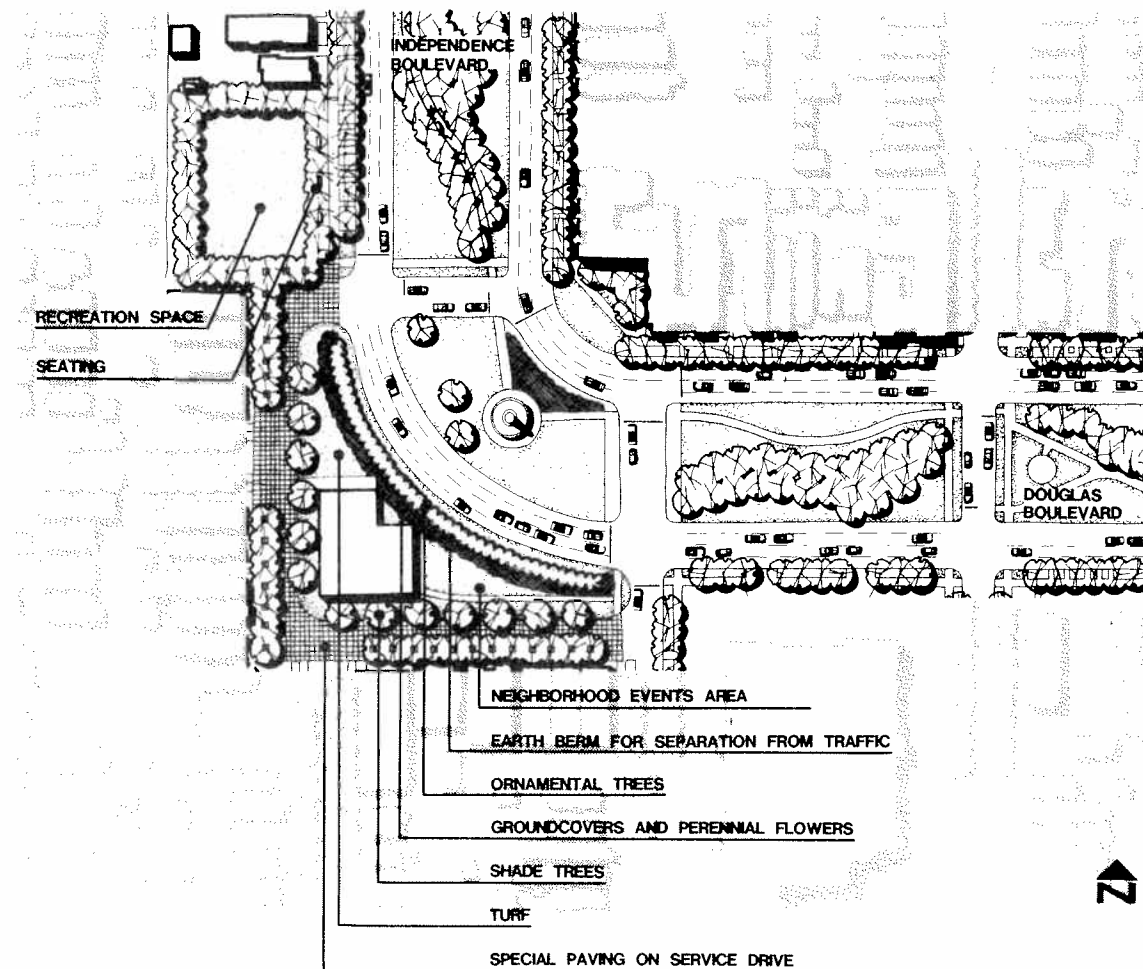 INDEPENDENCE
BOULEVARD
RECREATION SPACE
SEATING
DOUGLAS
BOULEVARD
NEIGHBORHOOD EVENTS AREA
EARTH BERM FOR SEPARATION FROM TRAFFIC
ORNAMENTAL TREES
GROUNDCOVERS AND PERENNIAL FLOWERS
SHADE TREES
N
TURF
SPECIAL PAVING ON SERVICE DRIVE